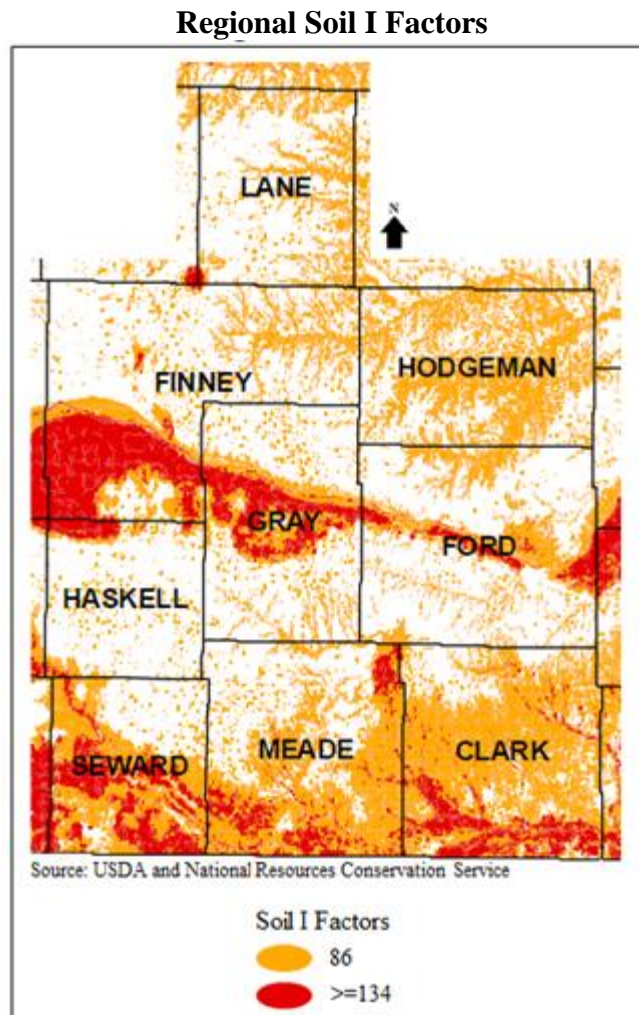 Regional Soil I Factors
LANE
N
FINNEY
HODGEMAN
GRAY
FORD
HASKELL
SEWARD
MEADE
CLARK
Source: USDA and National Resources Conservation Service
Soil I Factors
86
>=134